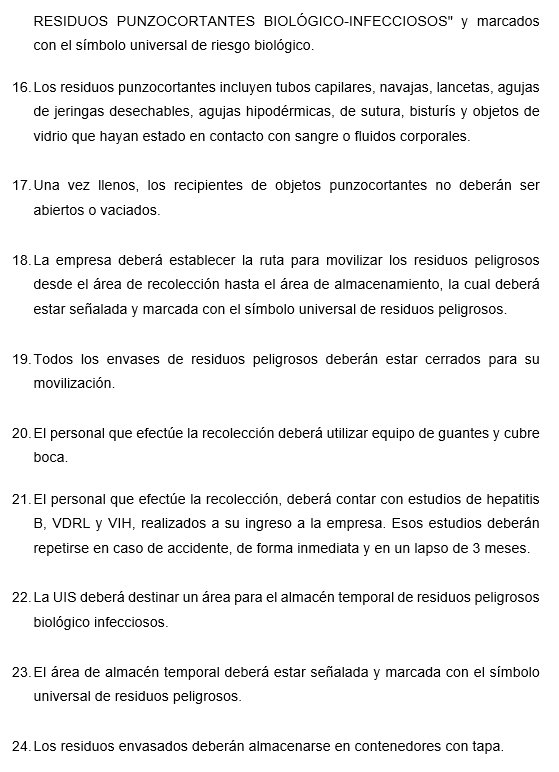 RESIDUOS PUNZOCORTANTES BIOLÓGICO-INFECCIOSOS" y marcados
con el símbolo universal de riesgo biológico.
16. Los residuos punzocortantes incluyen tubos capilares, navajas, lancetas, agujas
de jeringas desechables, agujas hipodérmicas, de sutura, bisturís y objetos de
vidrio que hayan estado en contacto con sangre o fluidos corporales.
17. Una vez llenos, los recipientes de objetos punzocortantes no deberán ser
abiertos o vaciados.
18. La empresa deberá establecer la ruta para movilizar los residuos peligrosos
desde el área de recolección hasta el área de almacenamiento, la cual deberá
estar señalada y marcada con el símbolo universal de residuos peligrosos.
19. Todos los envases de residuos peligrosos deberán estar cerrados para su
movilización.
20. El personal que efectúe la recolección deberá utilizar equipo de guantes y cubre
boca.
21. El personal que efectúe la recolección, deberá contar con estudios de hepatitis
B, VDRL y VIH, realizados a su ingreso a la empresa. Esos estudios deberán
repetirse en caso de accidente, de forma inmediata y en un lapso de 3 meses.
22. La UIS deberá destinar un área para el almacén temporal de residuos peligrosos
biológico infecciosos.
23. El área de almacén temporal deberá estar señalada y marcada con el símbolo
universal de residuos peligrosos.
24. Los residuos envasados deberán almacenarse en contenedores con tapa.